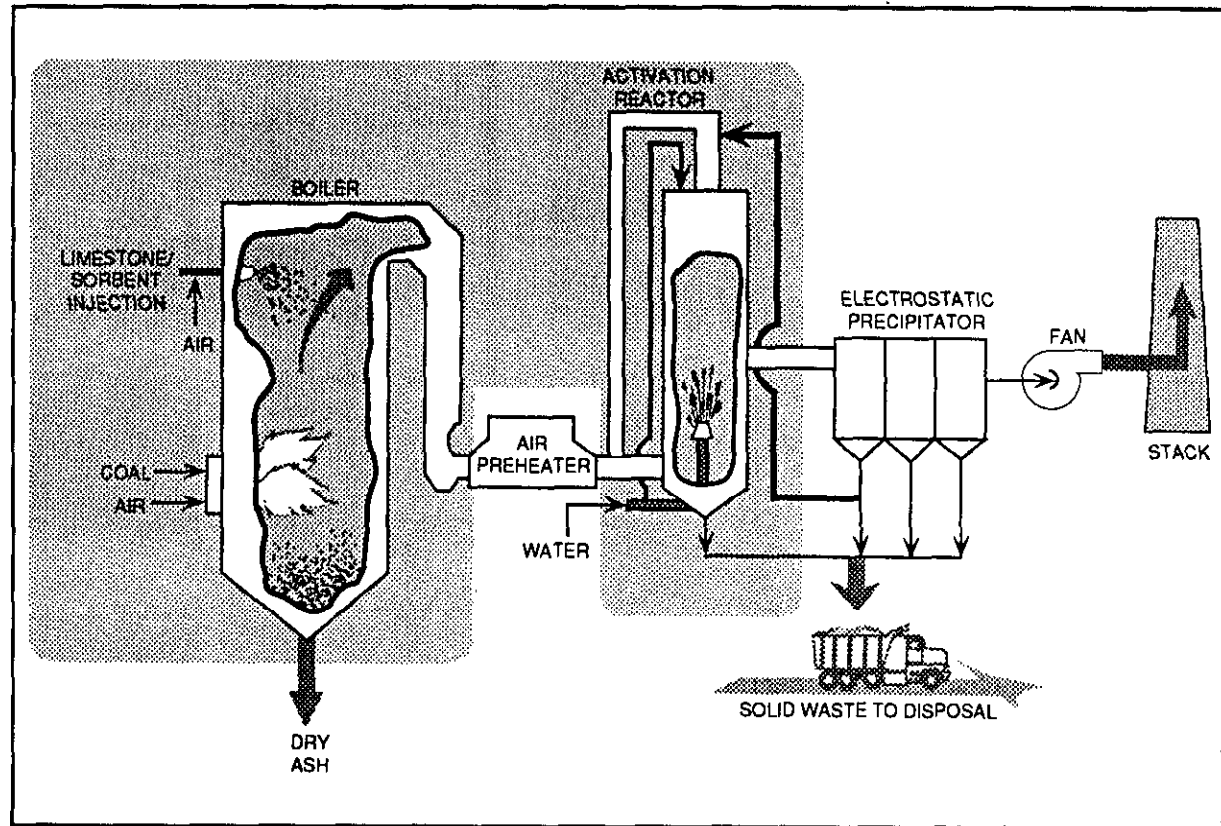 ACTIVATION
REACTOR
BOILER
LIMESTONE/
SORBENT
INJECTION
AIR
ELECTROSTATIC
PRECIPITATOR
FAN
AIR
PREHEATER
COAL
AIR
STACK
WATER
SOLID WASTE TO DISPOSAL
DRY
ASH